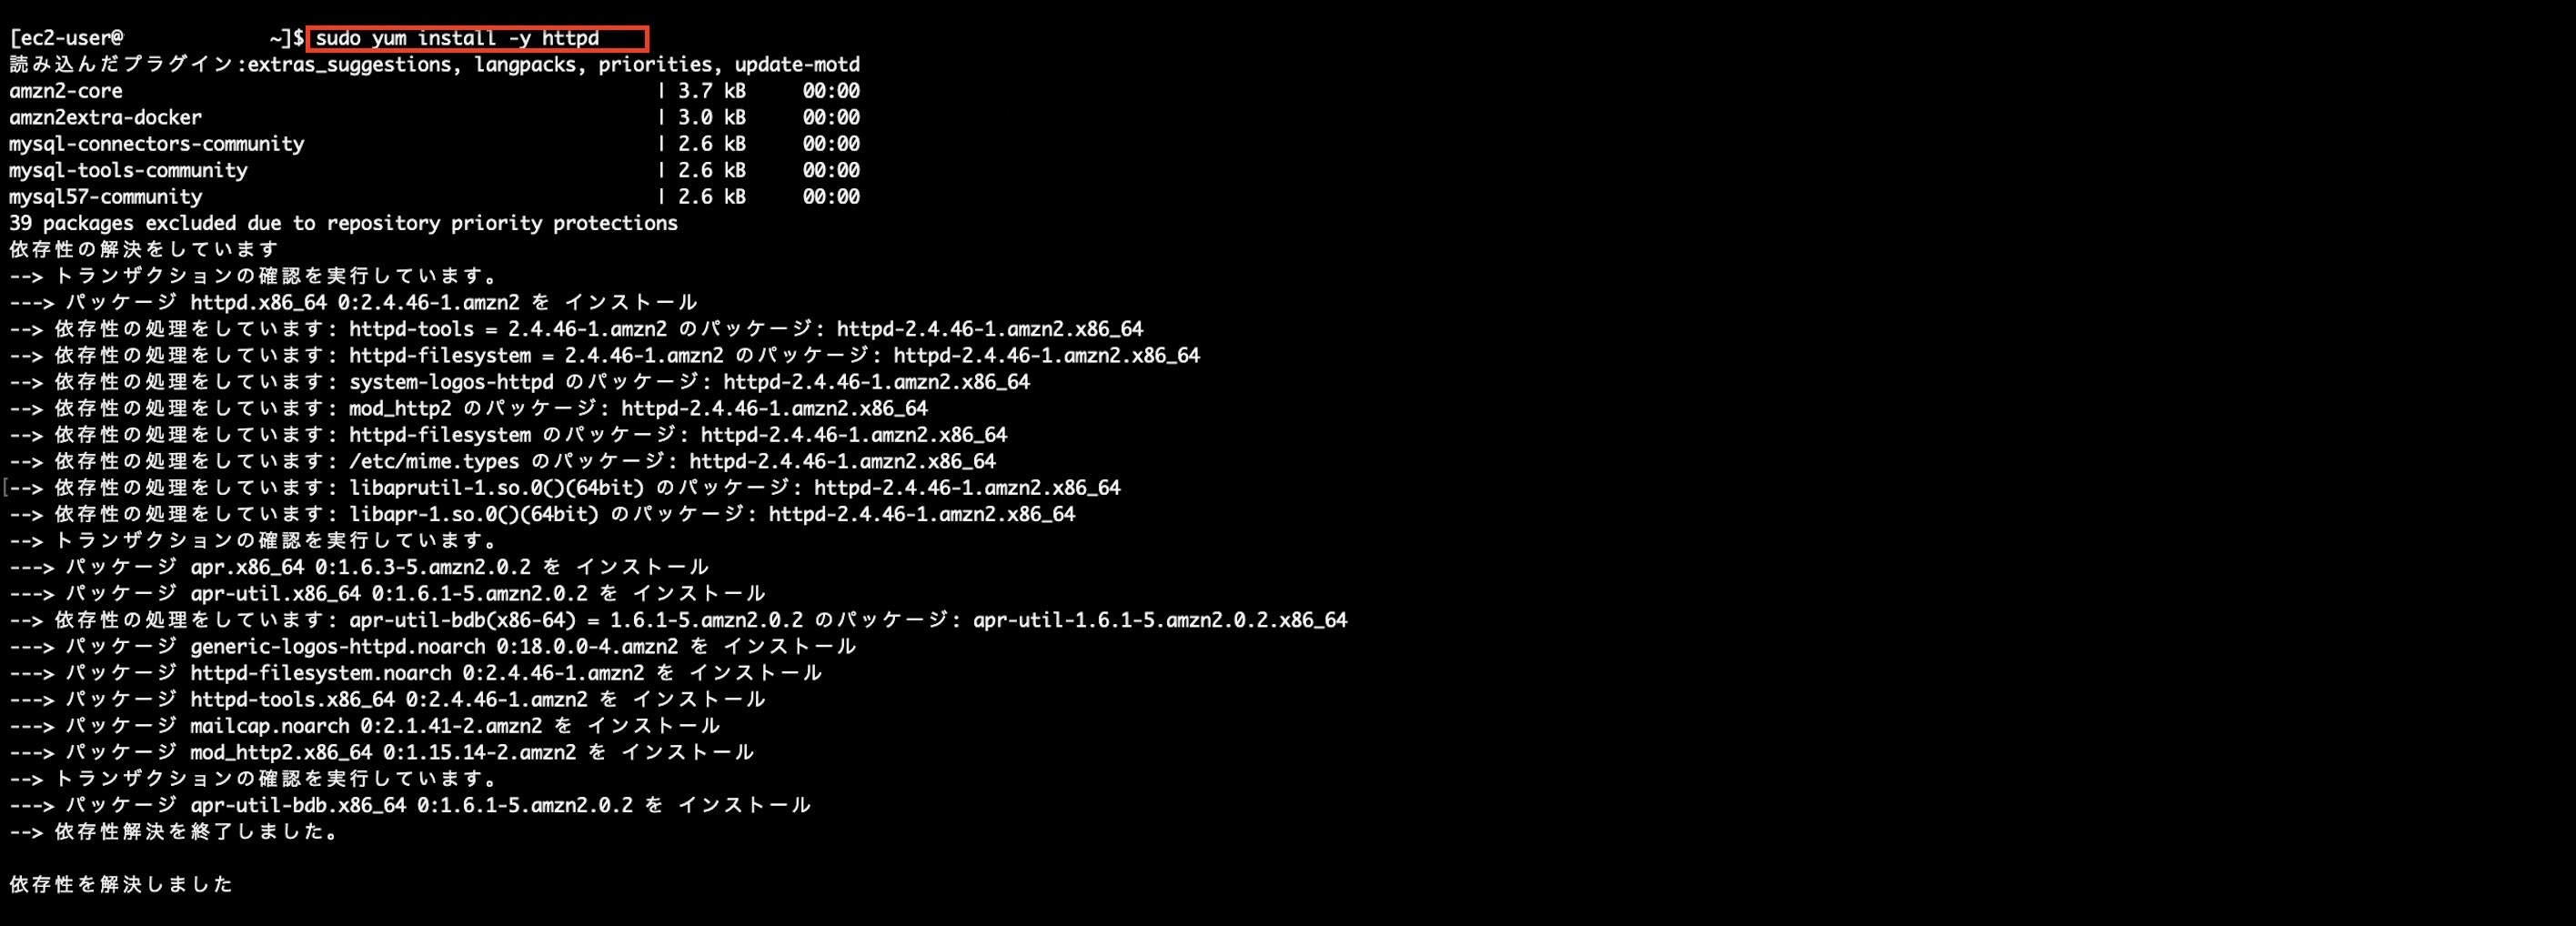 [ec2-user@ ~]$ sudo yum install -y httpd
読み込んだプラグイン:extras_suggestions, langpacks, priorities, update-motd
amzn2-core | 3.7 kB 00:00
amzn2extra-docker | 3.0 kB 00:00
mysql-connectors-community | 2.6 kB 00:00
mysql-tools-community | 2.6 kB 00:00
mysql57-community | 2.6 kB 00:00
39 packages excluded due to repository priority protections
依存性の解決をしています
--> トランザクションの確認を実行しています。
---> パッケージ httpd.x86_64 0:2.4.46-1.amzn2 を インストール
--> 依存性の処理をしています: httpd-tools = 2.4.46-1.amzn2 のパッケージ: httpd-2.4.46-1.amzn2.x86_64
--> 依存性の処理をしています: httpd-filesystem = 2.4.46-1.amzn2 のパッケージ: httpd-2.4.46-1.amzn2.x86_64
--> 依存性の処理をしています: system-logos-httpd のパッケージ: httpd-2.4.46-1.amzn2.x86_64
--> 依存性の処理をしています: mod_http2 のパッケージ: httpd-2.4.46-1.amzn2.x86_64
--> 依存性の処理をしています: httpd-filesystem のパッケージ: httpd-2.4.46-1.amzn2.x86_64
--> 依存性の処理をしています: /etc/mime.types のパッケージ: httpd-2.4.46-1.amzn2.x86_64
[--> 依存性の処理をしています: libaprutil-1.so.0()(64bit) のパッケージ: httpd-2.4.46-1.amzn2.x86_64
--> 依存性の処理をしています: libapr-1.so.0()(64bit) のパッケージ: httpd-2.4.46-1.amzn2.x86_64
--> トランザクションの確認を実行しています。
---> パッケージ apr.x86_64 0:1.6.3-5.amzn2.0.2 を インストール
---> パッケージ apr-util.x86_64 0:1.6.1-5.amzn2.0.2 を インストール
--> 依存性の処理をしています: apr-util-bdb(x86-64) = 1.6.1-5.amzn2.0.2 のパッケージ: apr-util-1.6.1-5.amzn2.0.2.x86_64
---> パッケージ generic-logos-httpd.noarch 0:18.0.0-4.amzn2 を インストール
---> パッケージ httpd-filesystem.noarch 0:2.4.46-1.amzn2 を インストール
---> パッケージ httpd-tools.x86_64 0:2.4.46-1.amzn2 を インストール
---> パッケージ mailcap.noarch 0:2.1.41-2.amzn2 を インストール
---> パッケージ mod_http2.x86_64 0:1.15.14-2.amzn2 を インストール
--> トランザクションの確認を実行しています。
---> パッケージ apr-util-bdb.x86_64 0:1.6.1-5.amzn2.0.2 を インストール
--> 依存性解決を終了しました。
依存性を解決しました